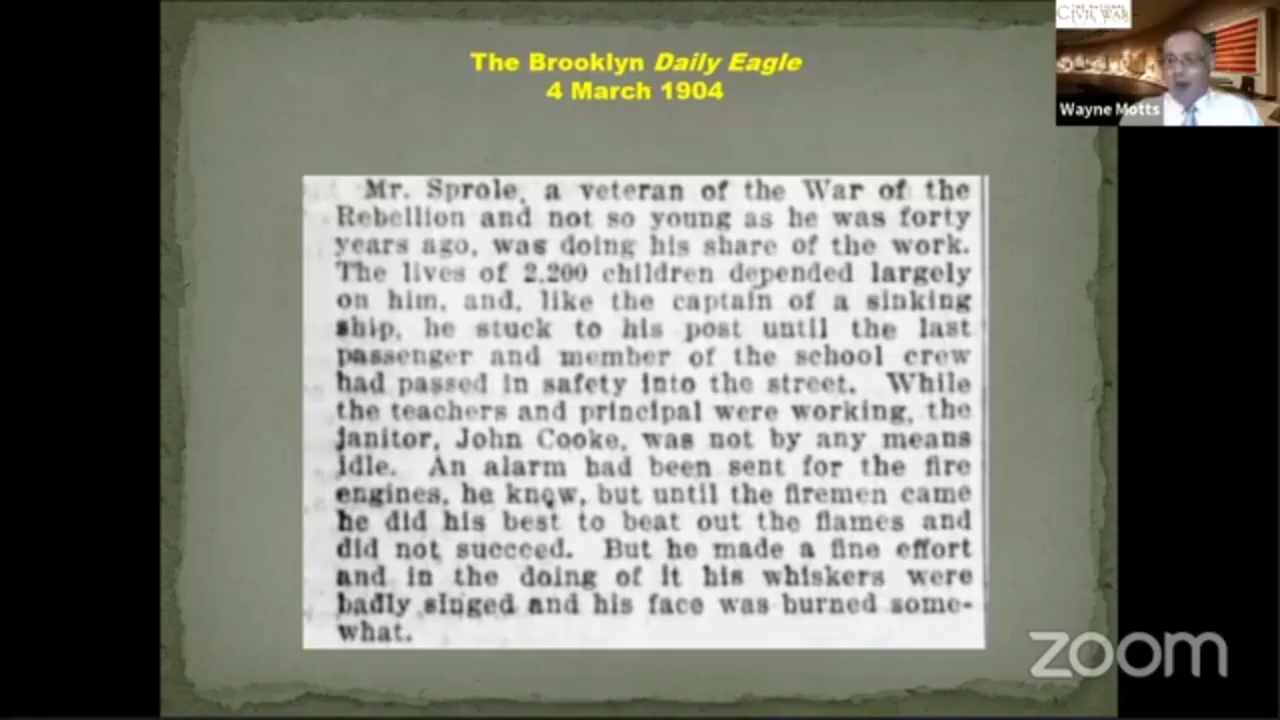 The Brooklyn Daily Eagle
4 March 1904
THE NATIONAL
CIVIL WAR
Wayne Motts
Mr. Sprole, a veteran of the War of the
Rebellion and not so young as he was forty
years ago, was doing his share of the work.
The lives of 2,200 children depended largely
on him, and, like the captain of a sinking
ship, he stuck to his post until the last
passenger and member of the school crew
had passed in safety into the street. While
the teachers and principal were working, the
janitor, John Cooke, was not by any means
idle. An alarm had been sent for the fire
engines, he knew, but until the firemen came
he did his best to beat out the flames and
did not succeed. But he made a fine effort
and in the doing of it his whiskers were
badly singed and his face was burned some-
what.
zoom